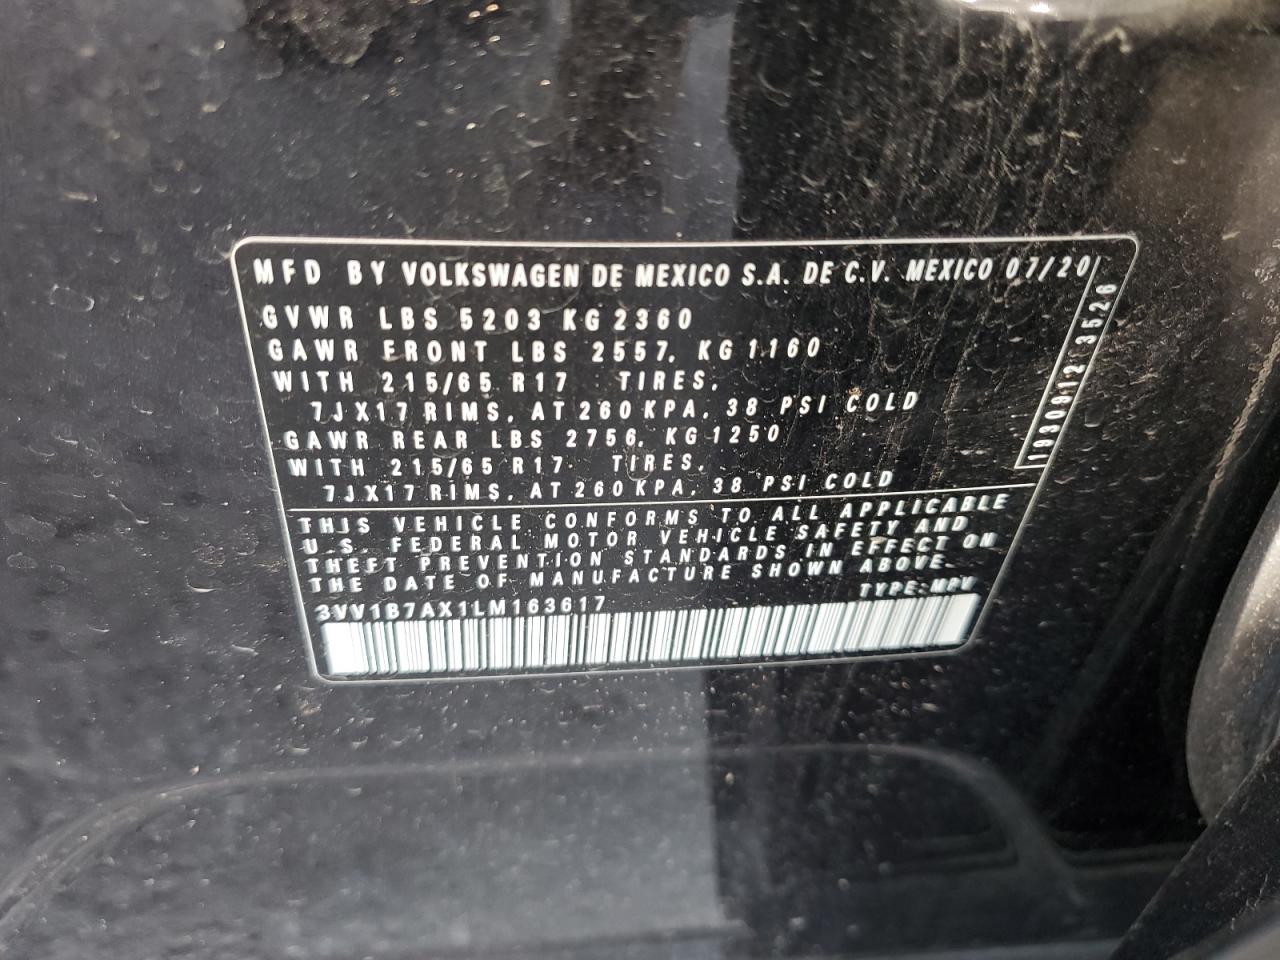 MFD BY VOLKSWAGEN DE MEXICO S.A. DE C.V. MEXICO 07/20
GVWR LBS 5203 KG 2360
GAWR FRONT LBS 2557, KG 1160
WITH 215/65 R17 TIRES,
7JX17 RIMS, AT 260 KPA, 38 PSI COLD
GAWR REAR LBS 2756, KG 1250
WITH 215/65 R17 TIRES,
7JX17 RIMS, AT 260 KPA, 38 PSI COLD
1930912 3526
THIS VEHICLE CONFORMS TO ALL APPLICABLE
U.S. FEDERAL MOTOR VEHICLE SAFETY AND
THEFT PREVENTION STANDARDS IN EFFECT ON
THE DATE OF MANUFACTURE SHOWN ABOVE.
TYPE: MPV
3VV1B7AX1LM163617